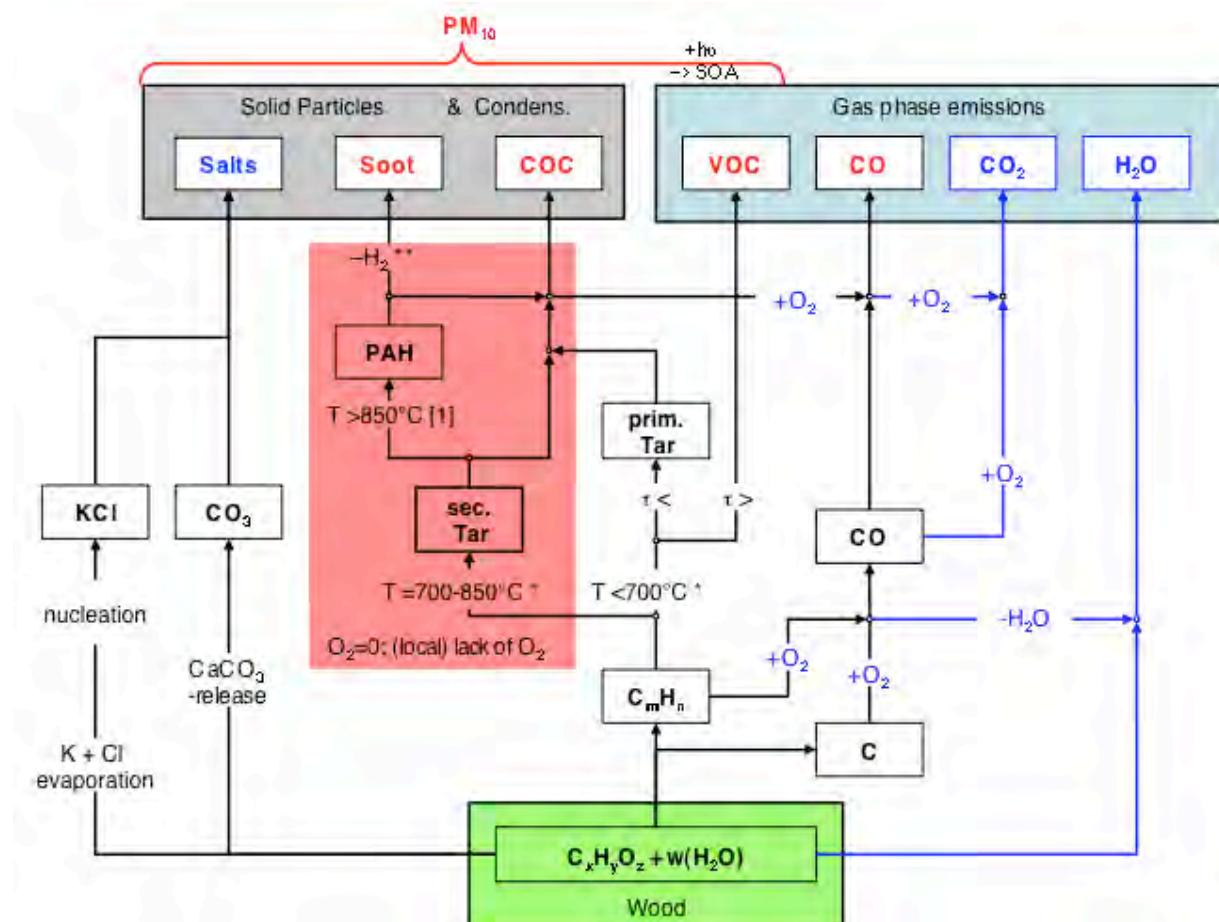 PM₁₀
+hυ
–> SOA
Solid Particles & Condens.
Gas phase emissions
Salts
Soot
COC
VOC
CO
CO₂
H₂O
–H₂ **
+O₂
+O₂
PAH
T >850°C [1]
prim.
Tar
+O₂
KCl
CO₃
sec.
Tar
τ <
τ >
CO
T =700-850°C *
T <700°C *
nucleation
-H₂O
O₂=0: (local) lack of O₂
+O₂
+O₂
CaCO₃
-release
CₘHₙ
C
K + Cl
evaporation
CₓHᵧO_z + w(H₂O)
Wood